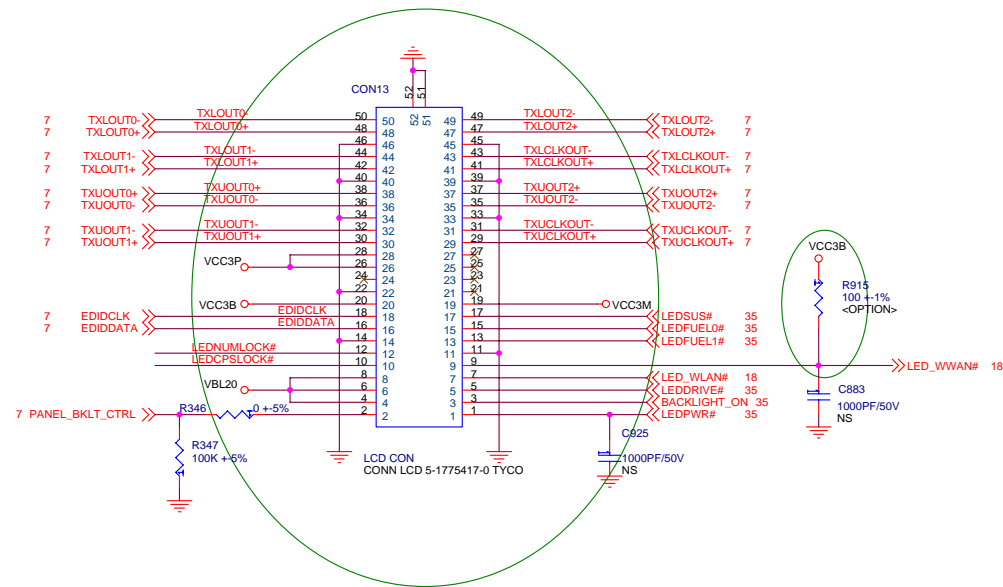 CON13
52
51
52
51
7 TXLOUT0- TXLOUT0- 50 50 49 49 TXLOUT2- TXLOUT2- 7
7 TXLOUT0+ TXLOUT0+ 48 48 47 47 TXLOUT2+ TXLOUT2+ 7
46 46 45 45
7 TXLOUT1- TXLOUT1- 44 44 43 43 TXLCLKOUT- TXLCLKOUT- 7
7 TXLOUT1+ TXLOUT1+ 42 42 41 41 TXLCLKOUT+ TXLCLKOUT+ 7
40 40 39 39
7 TXUOUT0+ TXUOUT0+ 38 38 37 37 TXUOUT2+ TXUOUT2+ 7
7 TXUOUT0- TXUOUT0- 36 36 35 35 TXUOUT2- TXUOUT2- 7
34 34 33 33
7 TXUOUT1- TXUOUT1- 32 32 31 31 TXUCLKOUT- TXUCLKOUT- 7
7 TXUOUT1+ TXUOUT1+ 30 30 29 29 TXUCLKOUT+ TXUCLKOUT+ 7
28 28 27 27
VCC3P 26 26 25 25
24 24 23 23
22 22 21 21
VCC3B 20 20 19 19 VCC3M
7 EDIDCLK EDIDCLK 18 18 17 17 LEDSUS# 35
7 EDIDDATA EDIDDATA 16 16 15 15 LEDFUEL0# 35
14 14 13 13 LEDFUEL1# 35
LEDNUMLOCK# 12 12 11 11
LEDCPSLOCK# 10 10 9 9 LED_WWAN# 18
8 8 7 7 LED_WLAN# 18
VBL20 6 6 5 5 LEDDRIVE# 35
4 4 3 3 BACKLIGHT_ON 35
7 PANEL_BKLT_CTRL R346 0 +-5% 2 2 1 1 LEDPWR# 35
R347
100K +-5%
LCD CON
CONN LCD 5-1775417-0 TYCO
C925
1000PF/50V
NS
VCC3B
R915
100 +-1%
<OPTION>
C883
1000PF/50V
NS